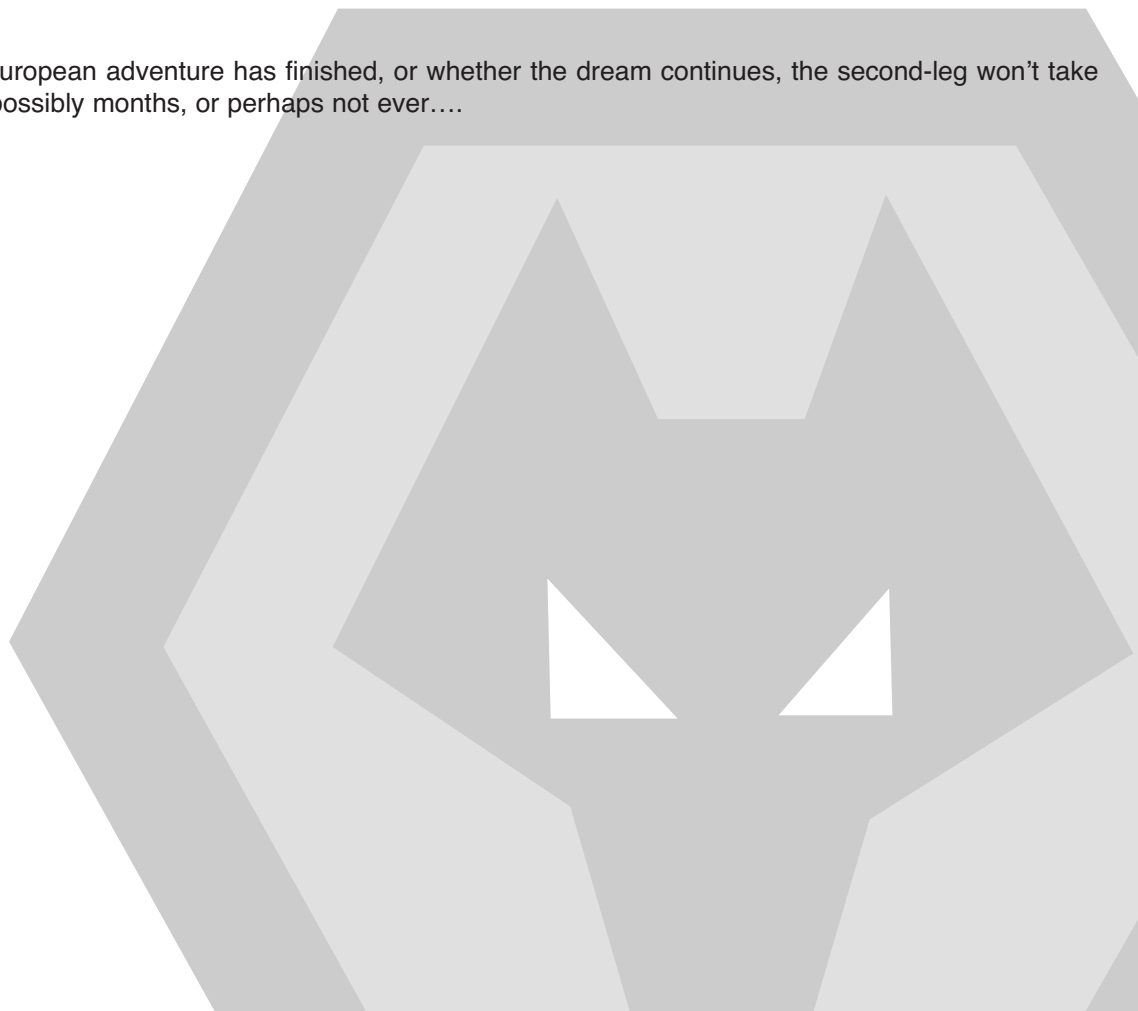 uropean adventure has finished, or whether the dream continues, the second-leg won’t take
possibly months, or perhaps not ever….